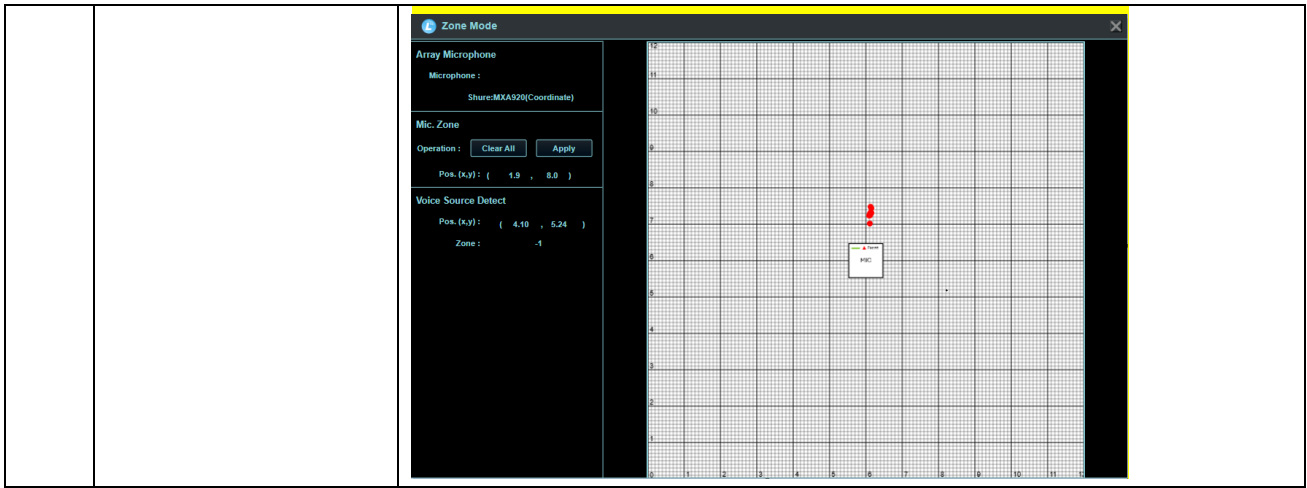 Zone Mode
Array Microphone
Microphone :
Shure:MXA920(Coordinate)
Mic. Zone
Operation : Clear All Apply
Pos. (x,y) : ( 1.9 , 8.0 )
Voice Source Detect
Pos. (x,y) : ( 4.10 , 5.24 )
Zone : -1
12
11
10
9
8
7
6
5
4
3
2
1
MIC
0 1 2 3 4 5 6 7 8 9 10 11